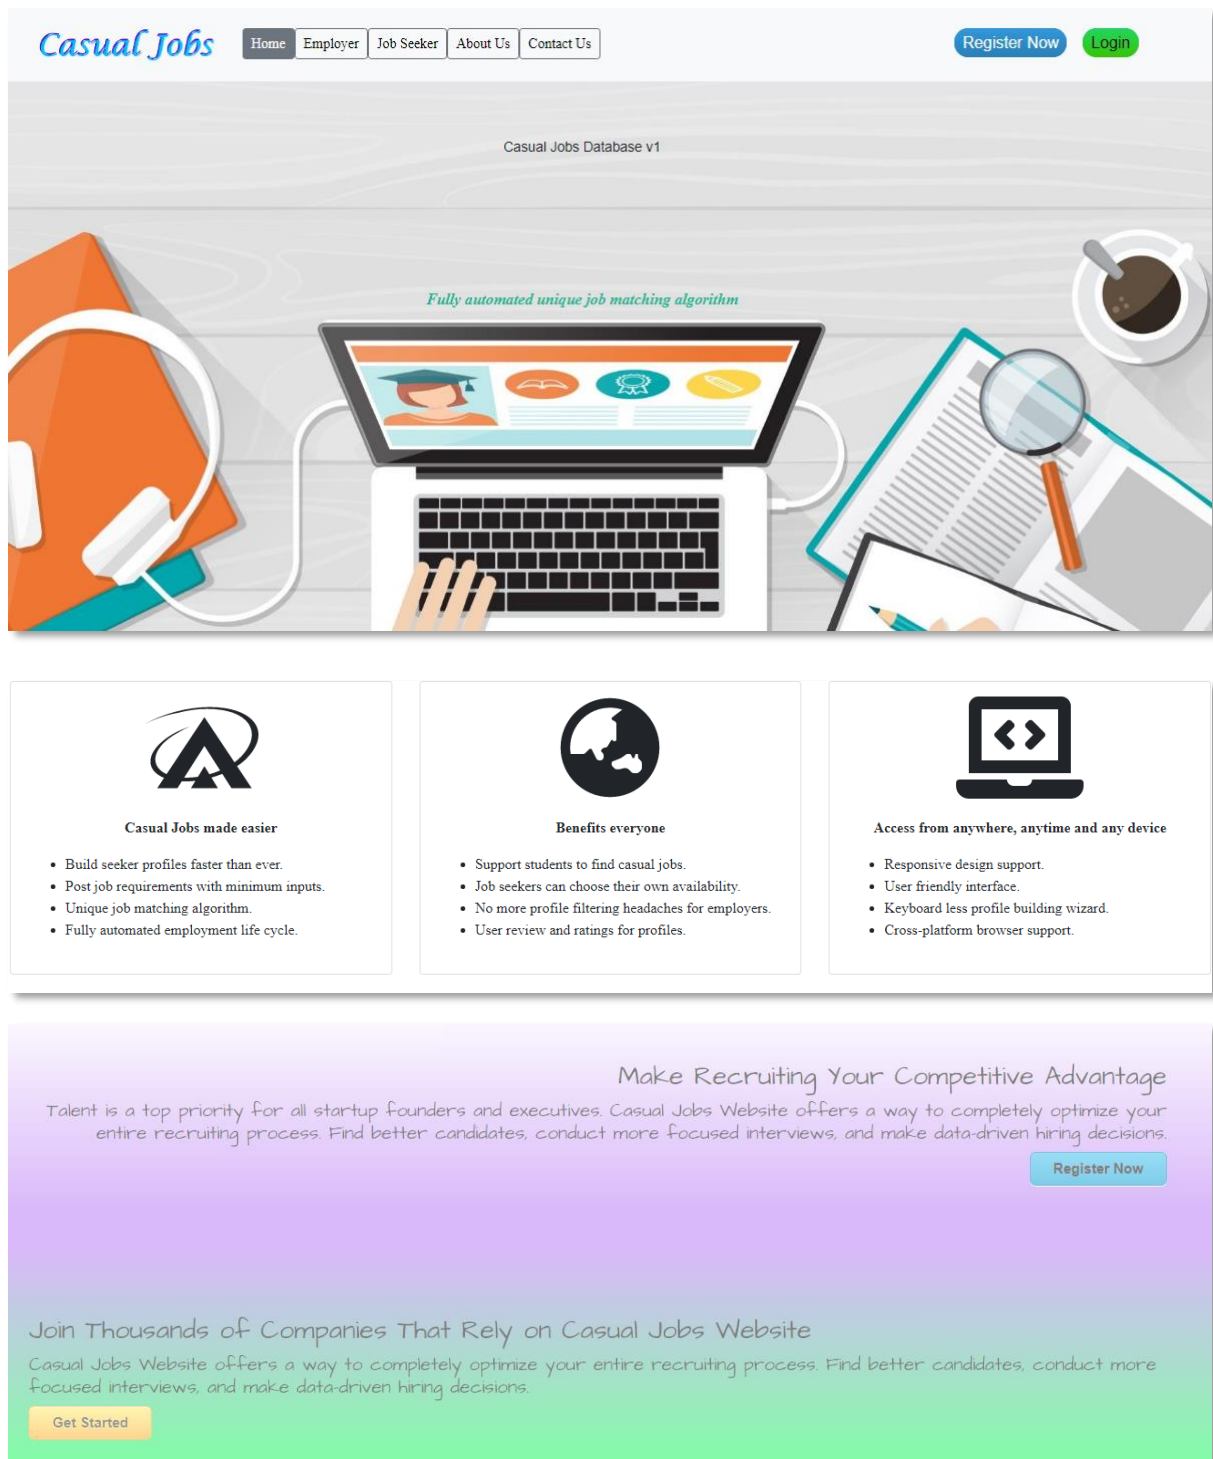 Casual Jobs
Home Employer Job Seeker About Us Contact Us
Register Now Login
Casual Jobs Database v1
Fully automated unique job matching algorithm
Casual Jobs made easier
• Build seeker profiles faster than ever.
• Post job requirements with minimum inputs.
• Unique job matching algorithm.
• Fully automated employment life cycle.
Benefits everyone
• Support students to find casual jobs.
• Job seekers can choose their own availability.
• No more profile filtering headaches for employers.
• User review and ratings for profiles.
Access from anywhere, anytime and any device
• Responsive design support.
• User friendly interface.
• Keyboard less profile building wizard.
• Cross-platform browser support.
Make Recruiting Your Competitive Advantage
Talent is a top priority for all startup founders and executives. Casual Jobs Website offers a way to completely optimize your
entire recruiting process. Find better candidates, conduct more focused interviews, and make data-driven hiring decisions.
Register Now
Join Thousands of Companies That Rely on Casual Jobs Website
Casual Jobs Website offers a way to completely optimize your entire recruiting process. Find better candidates, conduct more
focused interviews, and make data-driven hiring decisions.
Get Started